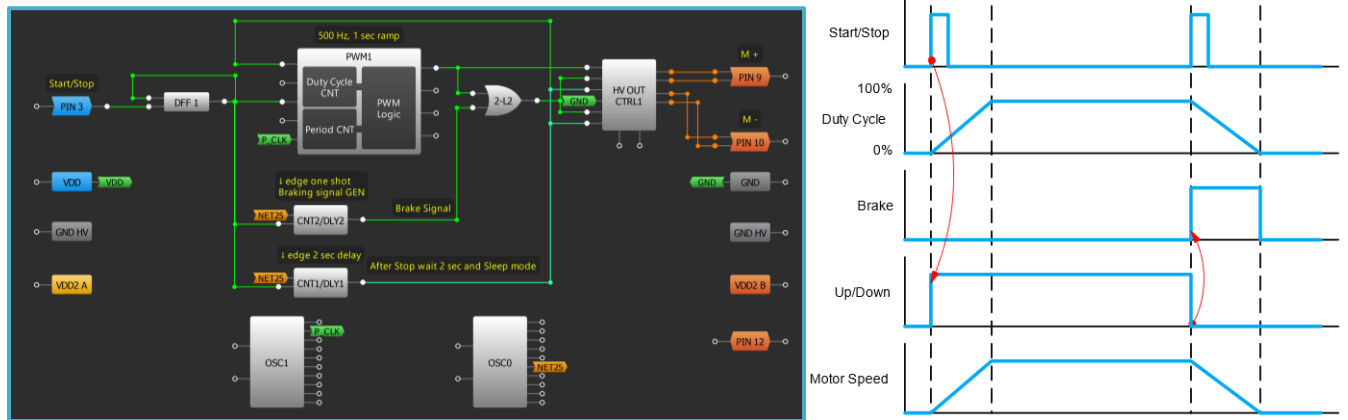 500 Hz, 1 sec ramp
PWM1
Duty Cycle
CNT
PWM
Logic
Period CNT
P_CLK
Start/Stop
PIN 3
DFF 1
2-L2
GND
HV OUT
CTRL1
M +
PIN 9
M -
PIN 10
VDD
VDD
↓ edge one shot
Braking signal GEN
NET25
CNT2/DLY2
Brake Signal
GND
GND
GND HV
GND HV
↓ edge 2 sec delay
NET25
CNT1/DLY1
After Stop wait 2 sec and Sleep mode
VDD2 A
VDD2 B
OSC1
P_CLK
OSC0
NET25
PIN 12
Start/Stop
100%
Duty Cycle
0%
Brake
Up/Down
Motor Speed